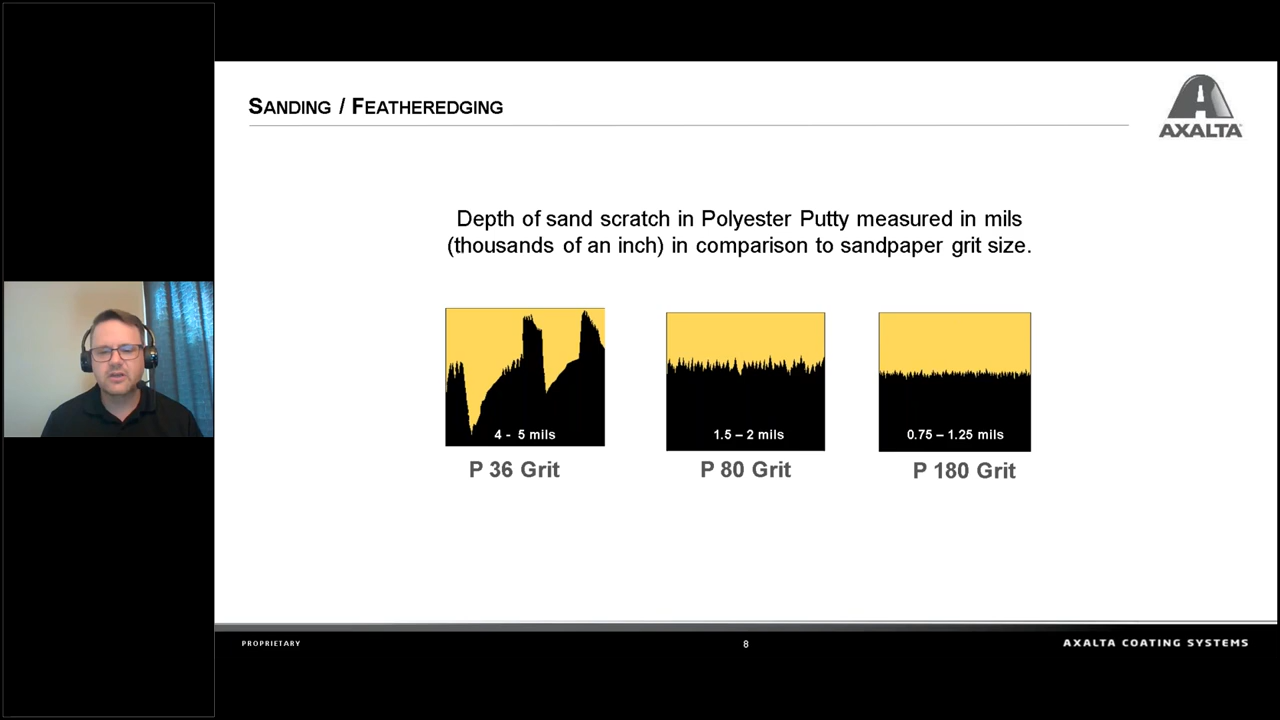 SANDING / FEATHEREDGING
AXALTA
Depth of sand scratch in Polyester Putty measured in mils
(thousands of an inch) in comparison to sandpaper grit size.
4 - 5 mils
1.5 – 2 mils
0.75 – 1.25 mils
P 36 Grit
P 80 Grit
P 180 Grit
PROPRIETARY
8
AXALTA COATING SYSTEMS